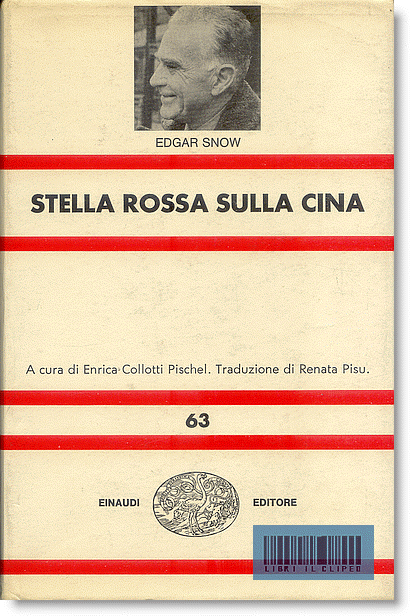 EDGAR SNOW
STELLA ROSSA SULLA CINA
A cura di Enrica Collotti Pischel. Traduzione di Renata Pisu.
63
EINAUDI EDITORE
LIBRI IL CLIPEO